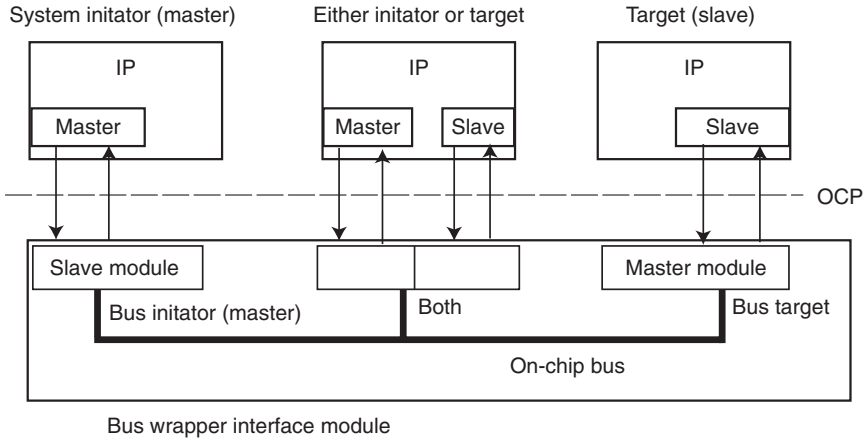 System initator (master)
Either initator or target
Target (slave)
IP
IP
IP
Master
Master
Slave
Slave
OCP
Slave module
Master module
Bus initator (master)
Both
Bus target
On-chip bus
Bus wrapper interface module